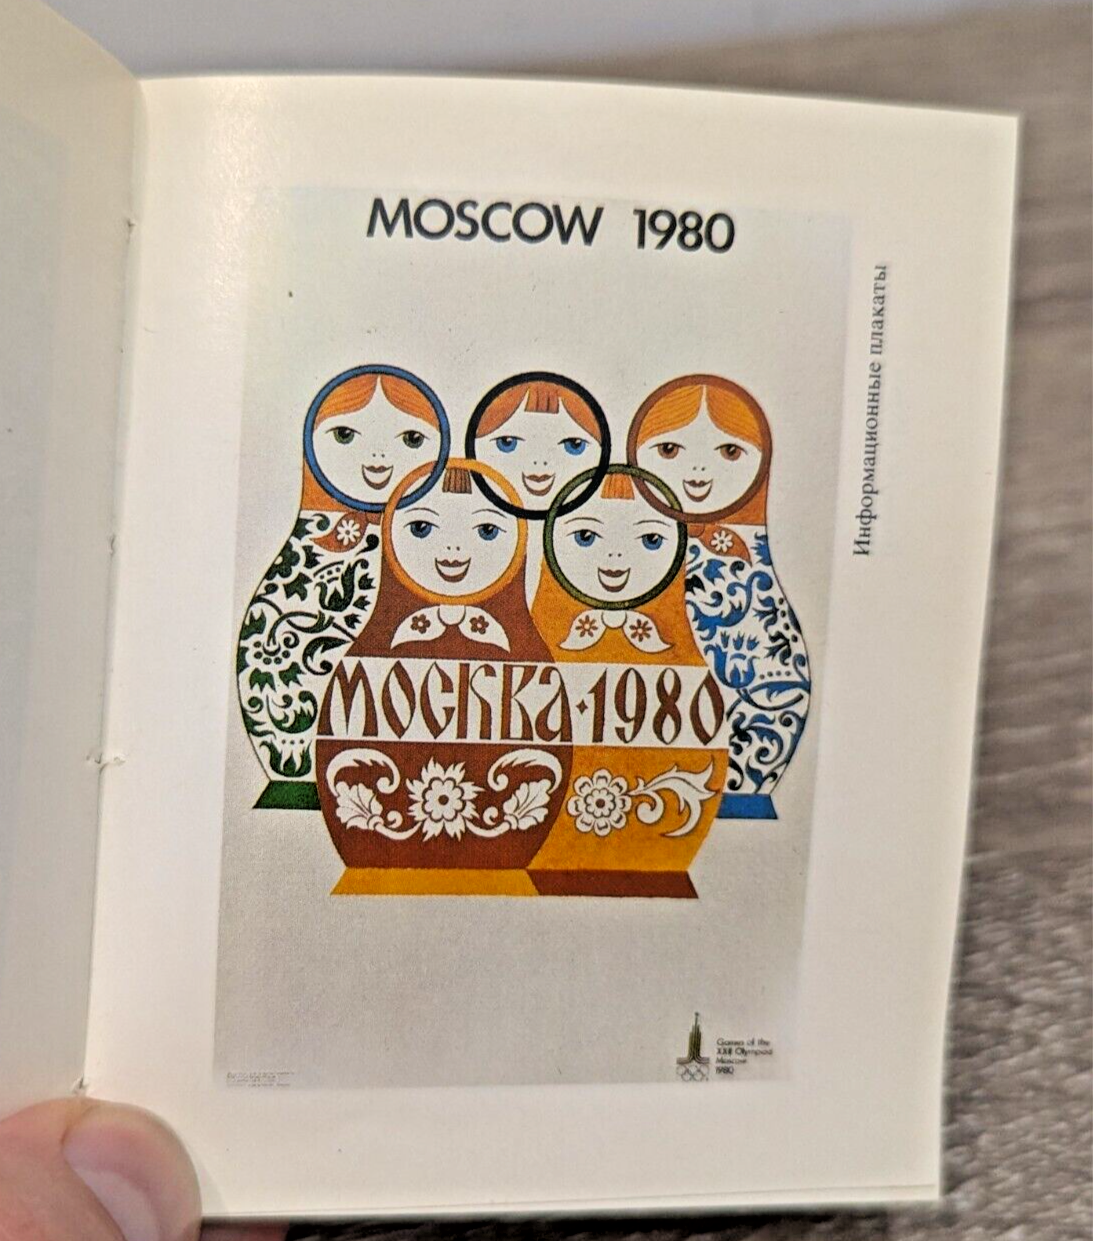 MOSCOW 1980
Информационные плакаты
МОСКВА·1980
Games of the
XXII Olympiad
Moscow
1980